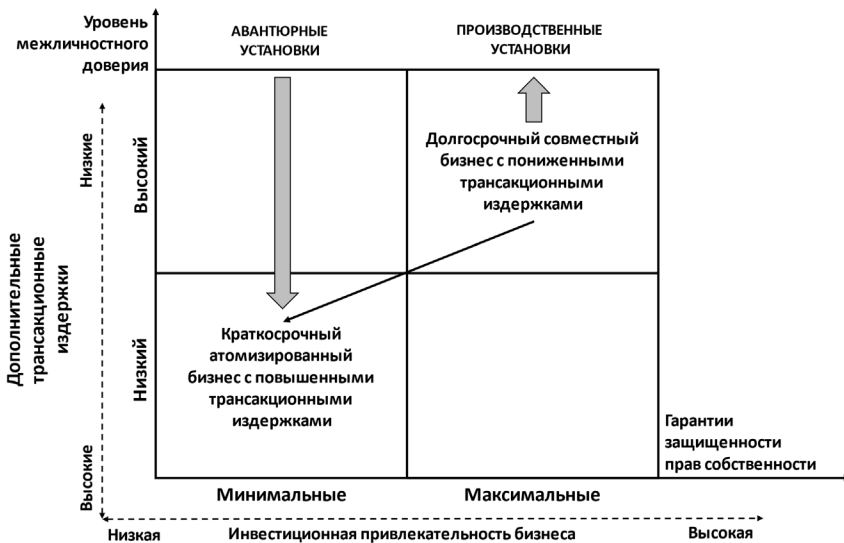 Уровень
межличностного
доверия
АВАНТЮРНЫЕ
УСТАНОВКИ
ПРОИЗВОДСТВЕННЫЕ
УСТАНОВКИ
Дополнительные
трансакционные
издержки
Низкие
Высокие
Высокий
Низкий
Долгосрочный совместный
бизнес с пониженными
трансакционными
издержками
Краткосрочный
атомизированный
бизнес с повышенными
трансакционными
издержками
Гарантии
защищенности
прав собственности
Минимальные
Максимальные
Низкая
Инвестиционная привлекательность бизнеса
Высокая